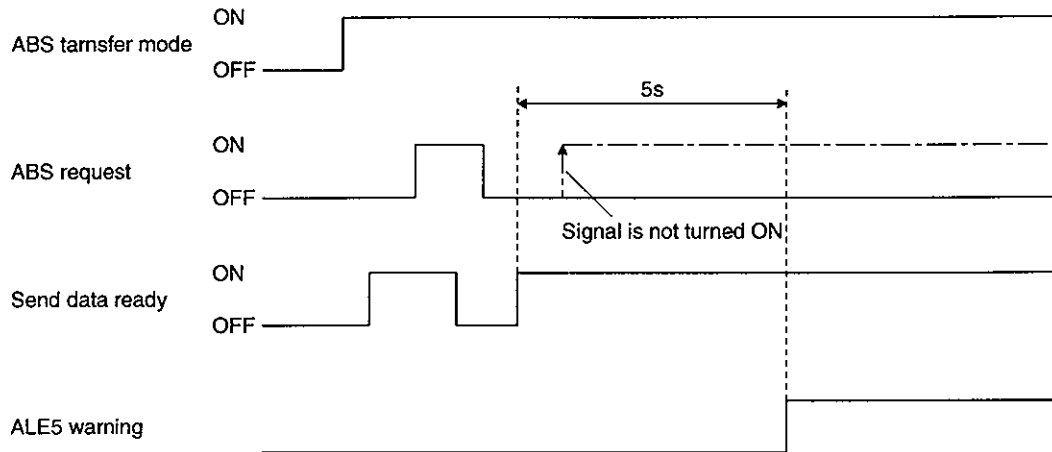 ON
ABS tarnsfer mode
OFF
5s
ON
ABS request
OFF
Signal is not turned ON
ON
Send data ready
OFF
ALE5 warning